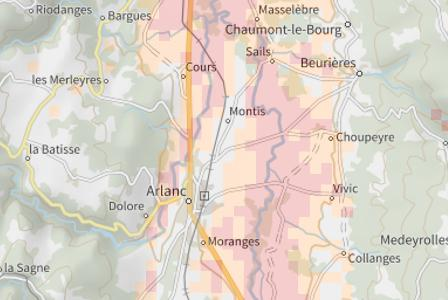 Masselèbre
Riodanges
Bargues
Chaumont-le-Bourg
Sails
Cours
Beurières
les Merleyres
Montis
Choupeyre
la Batisse
Arlanc
Vivic
Dolore
Moranges
Medeyrolles
Collanges
la Sagne